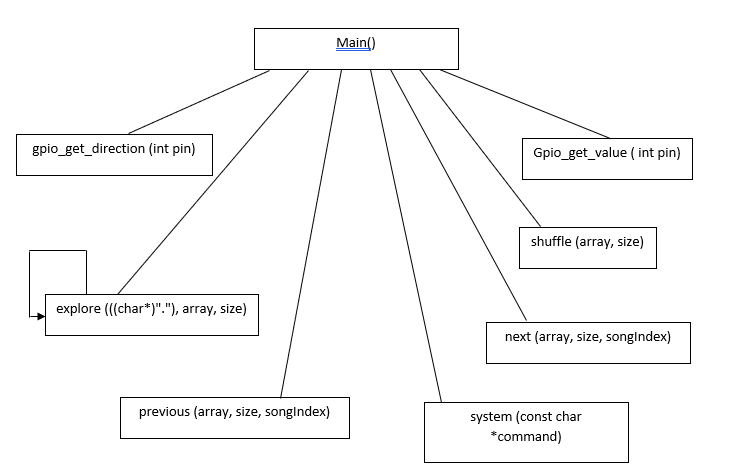 Main()
gpio_get_direction (int pin)
Gpio_get_value ( int pin)
shuffle (array, size)
explore (((char*)"."), array, size)
next (array, size, songIndex)
previous (array, size, songIndex)
system (const char
*command)